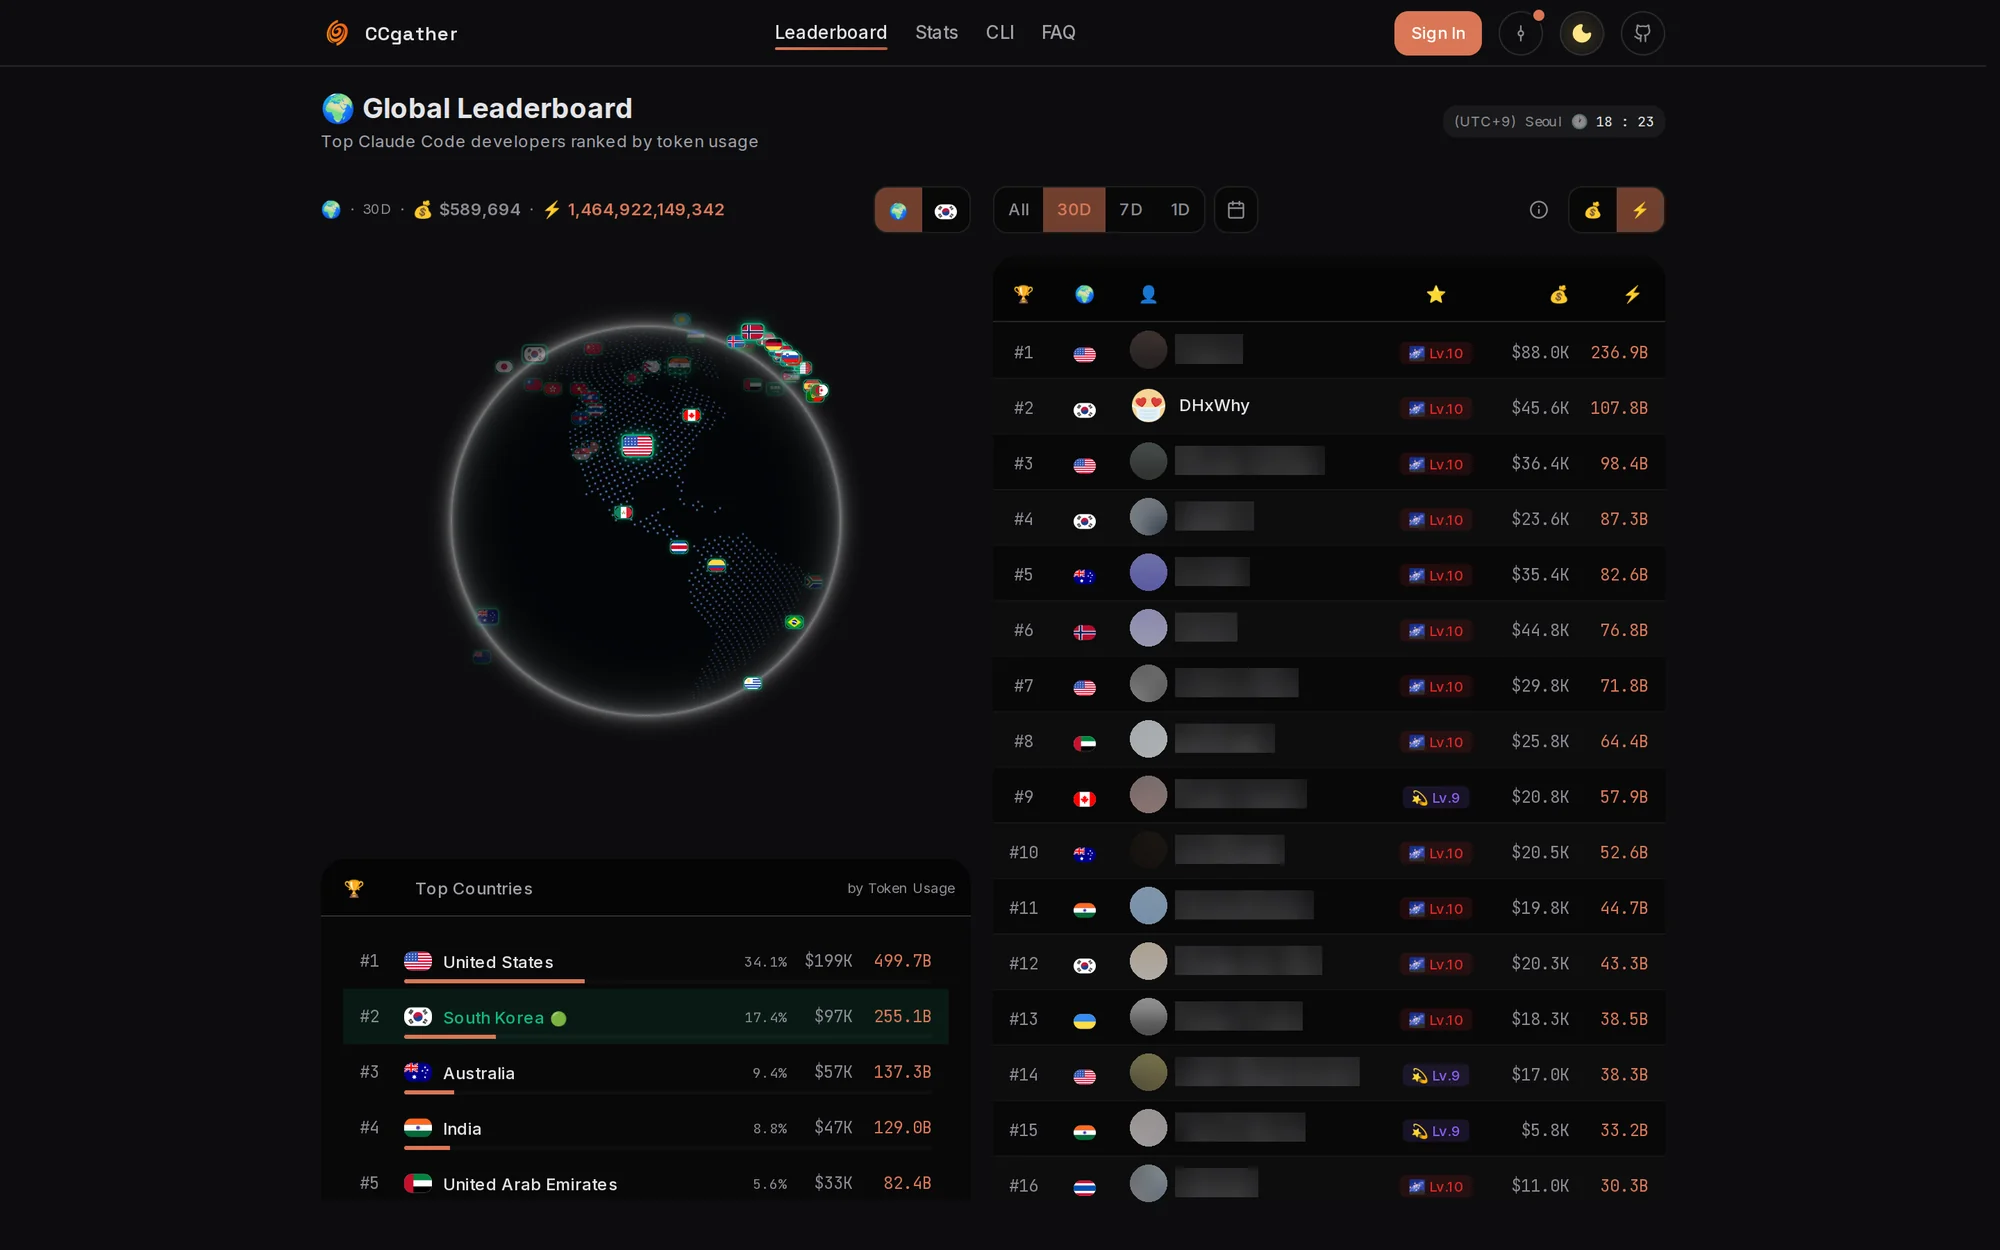 CCgather
Leaderboard Stats CLI FAQ
Sign In
Global Leaderboard
Top Claude Code developers ranked by token usage
(UTC+9) Seoul 18 : 23
· 30D · $589,694 · 1,464,922,149,342
All 30D 7D 1D
Top Countries by Token Usage
#1 United States 34.1% $199K 499.7B
#2 South Korea 17.4% $97K 255.1B
#3 Australia 9.4% $57K 137.3B
#4 India 8.8% $47K 129.0B
#5 United Arab Emirates 5.6% $33K 82.4B
#1 Lv.10 $88.0K 236.9B
#2 DHxWhy Lv.10 $45.6K 107.8B
#3 Lv.10 $36.4K 98.4B
#4 Lv.10 $23.6K 87.3B
#5 Lv.10 $35.4K 82.6B
#6 Lv.10 $44.8K 76.8B
#7 Lv.10 $29.8K 71.8B
#8 Lv.10 $25.8K 64.4B
#9 Lv.9 $20.8K 57.9B
#10 Lv.10 $20.5K 52.6B
#11 Lv.10 $19.8K 44.7B
#12 Lv.10 $20.3K 43.3B
#13 Lv.10 $18.3K 38.5B
#14 Lv.9 $17.0K 38.3B
#15 Lv.9 $5.8K 33.2B
#16 Lv.10 $11.0K 30.3B